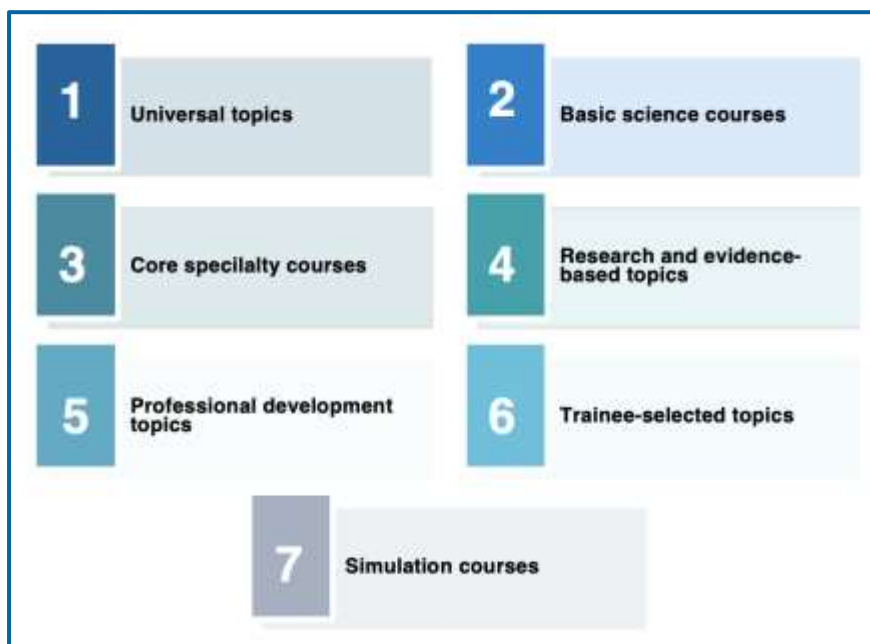 1
Universal topics
2
Basic science courses
3
Core specilalty courses
4
Research and evidence-
based topics
5
Professional development
topics
6
Trainee-selected topics
7
Simulation courses